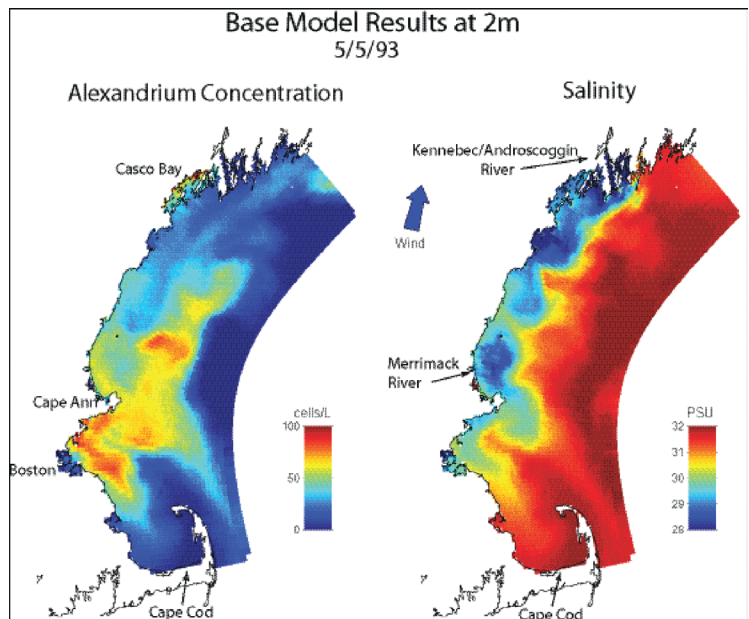 Base Model Results at 2m
5/5/93
Alexandrium Concentration
Salinity
Casco Bay
Kennebec/Androscoggin
River
Wind
Merrimack
River
Cape Ann
cells/L
100
50
0
Boston
Cape Cod
PSU
32
31
30
29
28
Cape Cod